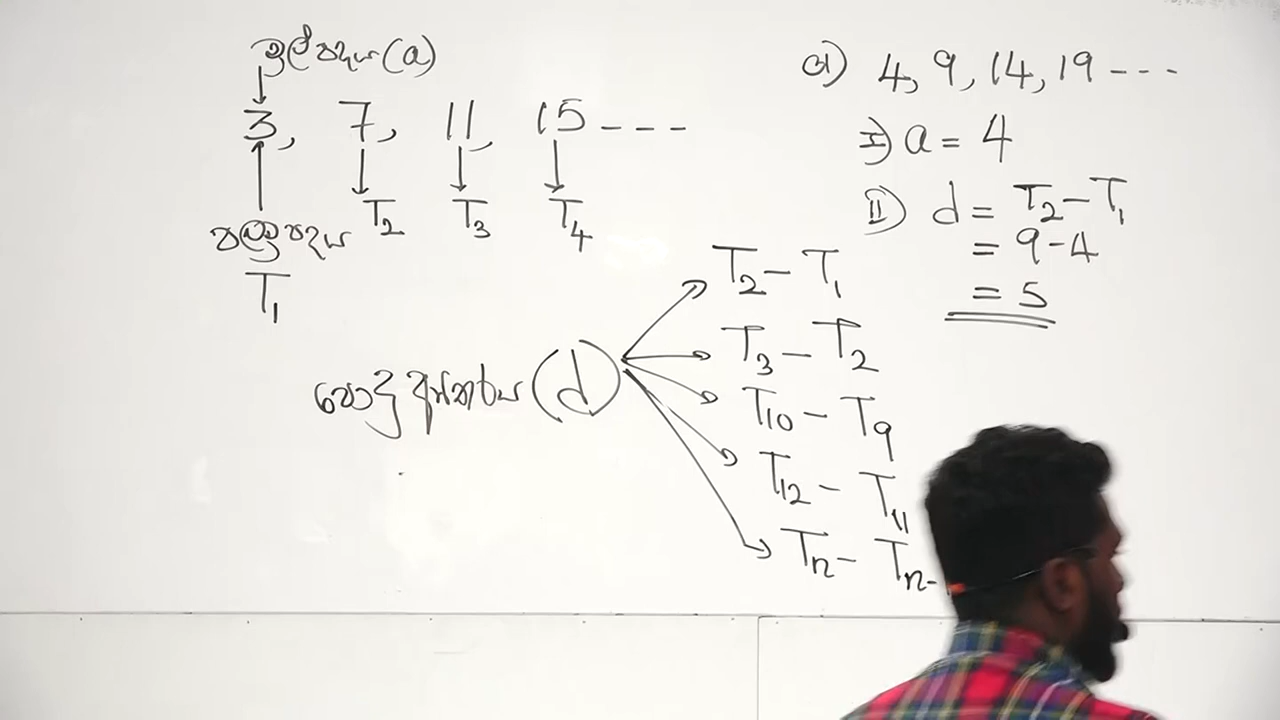 මුල් පදය (a)
3, 7, 11, 15 ----
T₂ T₃ T₄
පළමු පදය
T₁
පොදු අන්තරය (d)
T₂ – T₁
T₃ – T₂
T₁₀ – T₉
T₁₂ – T₁₁
Tₙ – Tₙ₋
a) 4, 9, 14, 19 ---
I) a = 4
II) d = T₂ – T₁
= 9 - 4
= 5